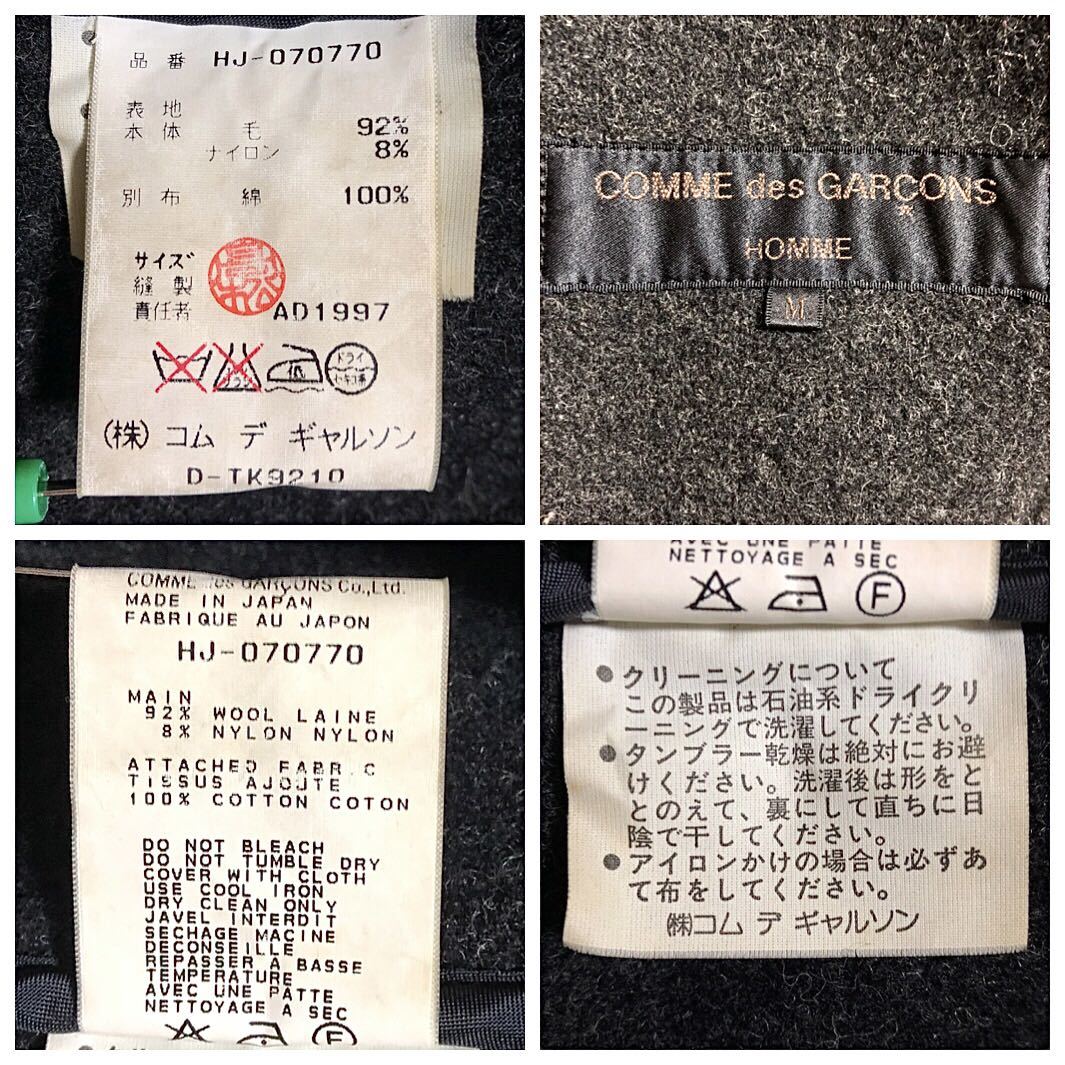 品番 HJ-070770
表地
本体 毛 92%
ナイロン 8%
別布 綿 100%
サイズ
縫製
責任者 AD1997
ドライ
低 セキユ系
(株) コム デ ギャルソン
D-TK9210
COMME des GARÇONS
HOMME
M
COMME des GARÇONS Co.,Ltd.
MADE IN JAPAN
FABRIQUE AU JAPON
HJ-070770
MAIN
92% WOOL LAINE
8% NYLON NYLON
ATTACHED FABRIC
TISSUS AJOUTE
100% COTTON COTON
DO NOT BLEACH
DO NOT TUMBLE DRY
COVER WITH CLOTH
USE COOL IRON
DRY CLEAN ONLY
JAVEL INTERDIT
SECHAGE MACINE
DECONSEILLE
REPASSER A BASSE
TEMPERATURE
AVEC UNE PATTE
NETTOYAGE A SEC
F
AVEC UNE PATTE
NETTOYAGE A SEC
F
●クリーニングについて
この製品は石油系ドライクリ
ーニングで洗濯してください。
●タンブラー乾燥は絶対にお避
けください。洗濯後は形をと
とのえて、裏にして直ちに日
陰で干してください。
●アイロンかけの場合は必ずあ
て布をしてください。
㈱コム デ ギャルソン